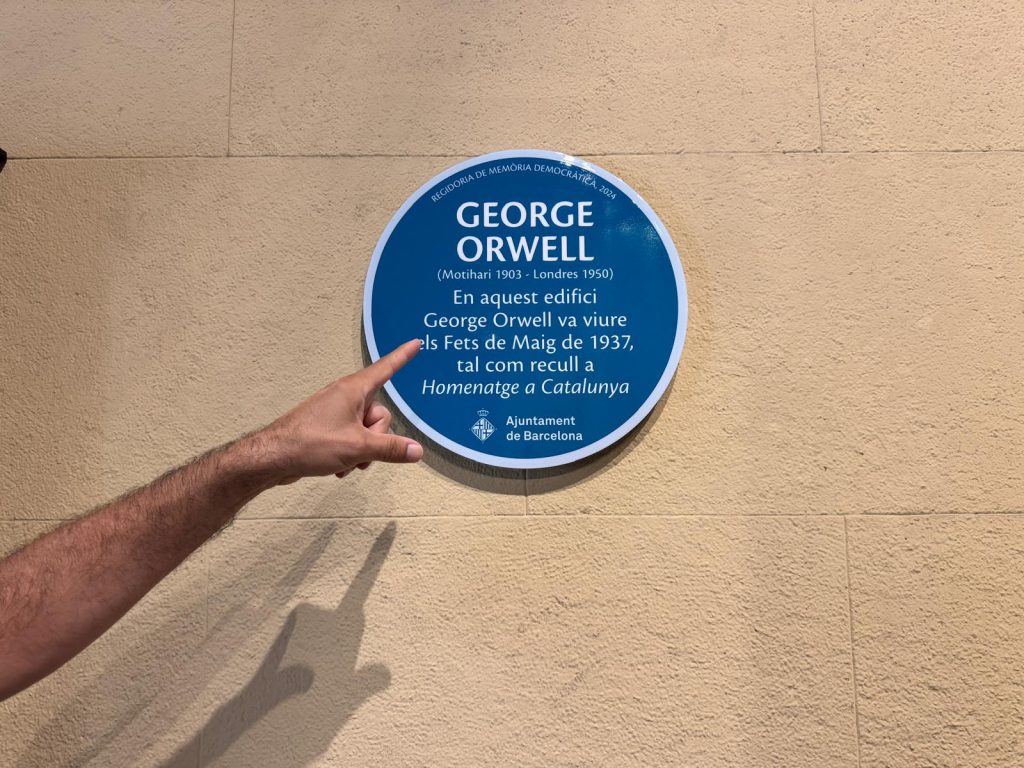 REGIDORIA DE MEMÒRIA DEMOCRÀTICA, 2024
GEORGE
ORWELL
(Motihari 1903 - Londres 1950)
En aquest edifici
George Orwell va viure
els Fets de Maig de 1937,
tal com recull a
Homenatge a Catalunya
Ajuntament
de Barcelona